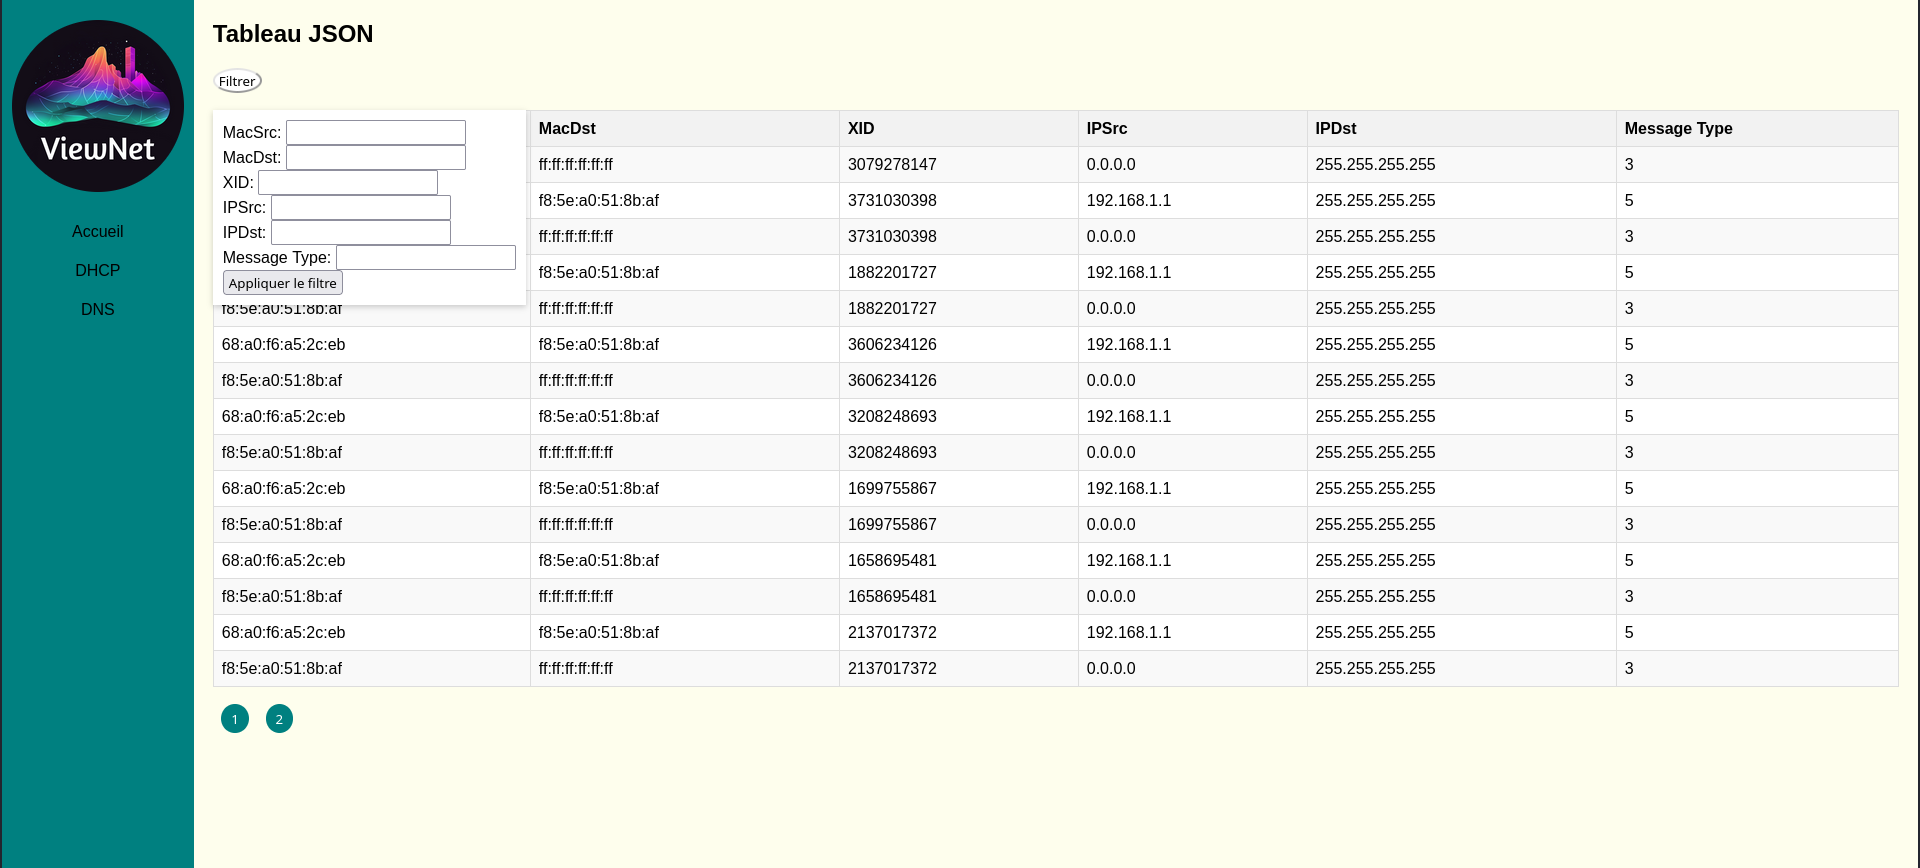 ViewNet
Accueil
DHCP
DNS
Tableau JSON
Filtrer
MacSrc:
MacDst:
XID:
IPSrc:
IPDst:
Message Type:
Appliquer le filtre
MacDst XID IPSrc IPDst Message Type
ff:ff:ff:ff:ff:ff 3079278147 0.0.0.0 255.255.255.255 3
f8:5e:a0:51:8b:af 3731030398 192.168.1.1 255.255.255.255 5
ff:ff:ff:ff:ff:ff 3731030398 0.0.0.0 255.255.255.255 3
f8:5e:a0:51:8b:af 1882201727 192.168.1.1 255.255.255.255 5
f8:5e:a0:51:8b:af ff:ff:ff:ff:ff:ff 1882201727 0.0.0.0 255.255.255.255 3
68:a0:f6:a5:2c:eb f8:5e:a0:51:8b:af 3606234126 192.168.1.1 255.255.255.255 5
f8:5e:a0:51:8b:af ff:ff:ff:ff:ff:ff 3606234126 0.0.0.0 255.255.255.255 3
68:a0:f6:a5:2c:eb f8:5e:a0:51:8b:af 3208248693 192.168.1.1 255.255.255.255 5
f8:5e:a0:51:8b:af ff:ff:ff:ff:ff:ff 3208248693 0.0.0.0 255.255.255.255 3
68:a0:f6:a5:2c:eb f8:5e:a0:51:8b:af 1699755867 192.168.1.1 255.255.255.255 5
f8:5e:a0:51:8b:af ff:ff:ff:ff:ff:ff 1699755867 0.0.0.0 255.255.255.255 3
68:a0:f6:a5:2c:eb f8:5e:a0:51:8b:af 1658695481 192.168.1.1 255.255.255.255 5
f8:5e:a0:51:8b:af ff:ff:ff:ff:ff:ff 1658695481 0.0.0.0 255.255.255.255 3
68:a0:f6:a5:2c:eb f8:5e:a0:51:8b:af 2137017372 192.168.1.1 255.255.255.255 5
f8:5e:a0:51:8b:af ff:ff:ff:ff:ff:ff 2137017372 0.0.0.0 255.255.255.255 3
1 2